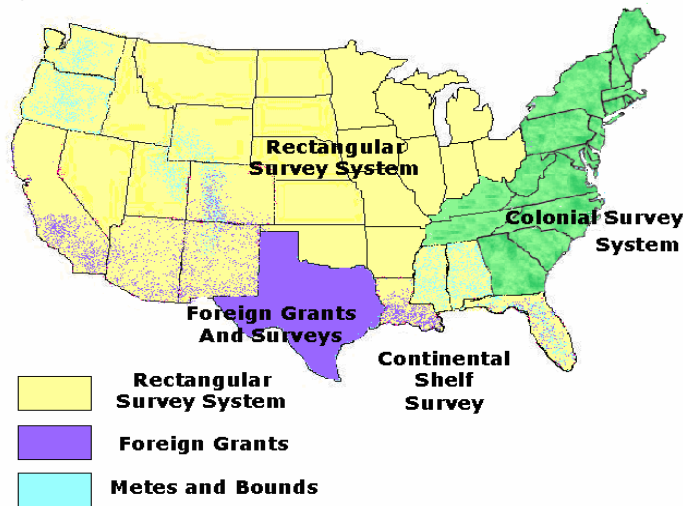 Rectangular
Survey System
Colonial Survey
System
Foreign Grants
And Surveys
Continental
Shelf
Survey
Rectangular
Survey System
Foreign Grants
Metes and Bounds